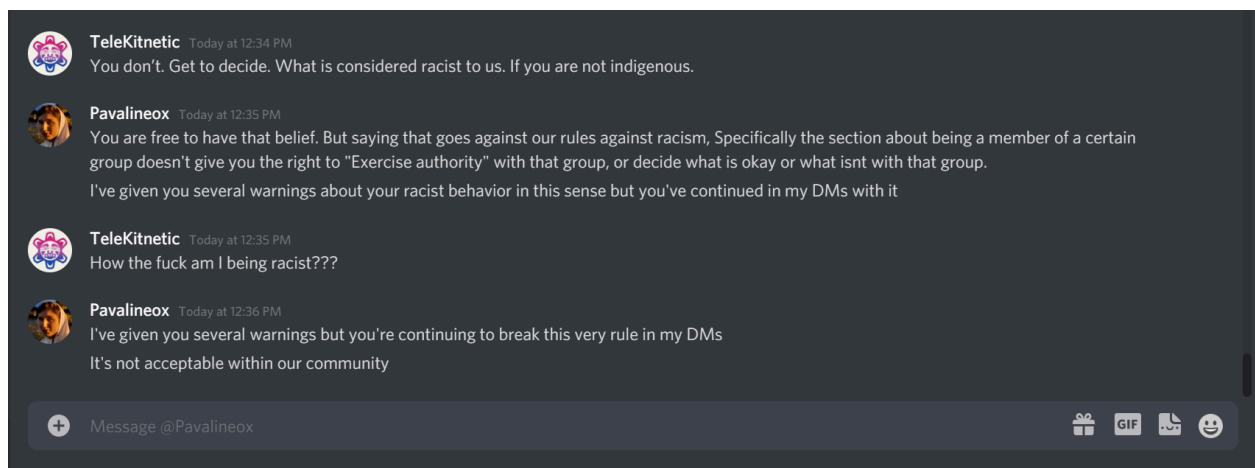 TeleKitnetic Today at 12:34 PM
You don't. Get to decide. What is considered racist to us. If you are not indigenous.
Pavalineox Today at 12:35 PM
You are free to have that belief. But saying that goes against our rules against racism, Specifically the section about being a member of a certain
group doesn't give you the right to "Exercise authority" with that group, or decide what is okay or what isnt with that group.
I've given you several warnings about your racist behavior in this sense but you've continued in my DMs with it
TeleKitnetic Today at 12:35 PM
How the fuck am I being racist???
Pavalineox Today at 12:36 PM
I've given you several warnings but you're continuing to break this very rule in my DMs
It's not acceptable within our community
Message @Pavalineox
GIF